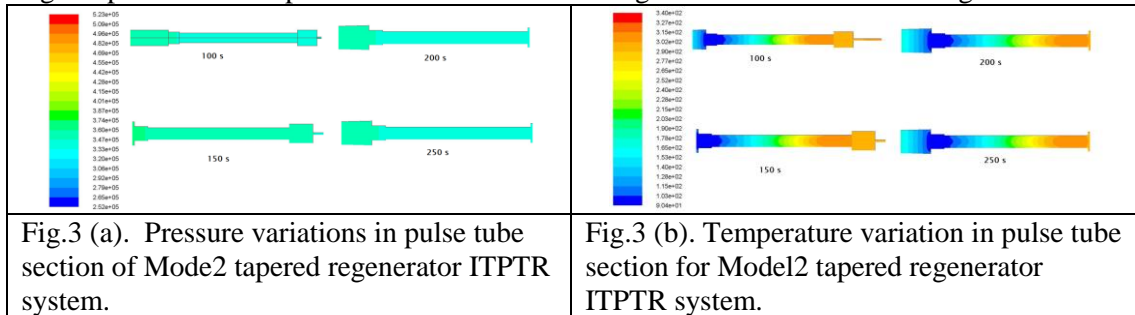 5.23e+05
5.09e+05
4.96e+05
4.82e+05
4.69e+05
4.55e+05
4.42e+05
4.28e+05
4.15e+05
4.01e+05
3.87e+05
3.74e+05
3.60e+05
3.47e+05
3.33e+05
3.20e+05
3.06e+05
2.92e+05
2.79e+05
2.65e+05
2.52e+05
100 s
200 s
150 s
250 s
3.40e+02
3.27e+02
3.15e+02
3.02e+02
2.90e+02
2.77e+02
2.65e+02
2.52e+02
2.40e+02
2.28e+02
2.15e+02
2.03e+02
1.90e+02
1.78e+02
1.65e+02
1.53e+02
1.40e+02
1.28e+02
1.15e+02
1.03e+02
9.04e+01
100 s
200 s
150 s
250 s
Fig.3 (a). Pressure variations in pulse tube
section of Mode2 tapered regenerator ITPTR
system.
Fig.3 (b). Temperature variation in pulse tube
section for Model2 tapered regenerator
ITPTR system.